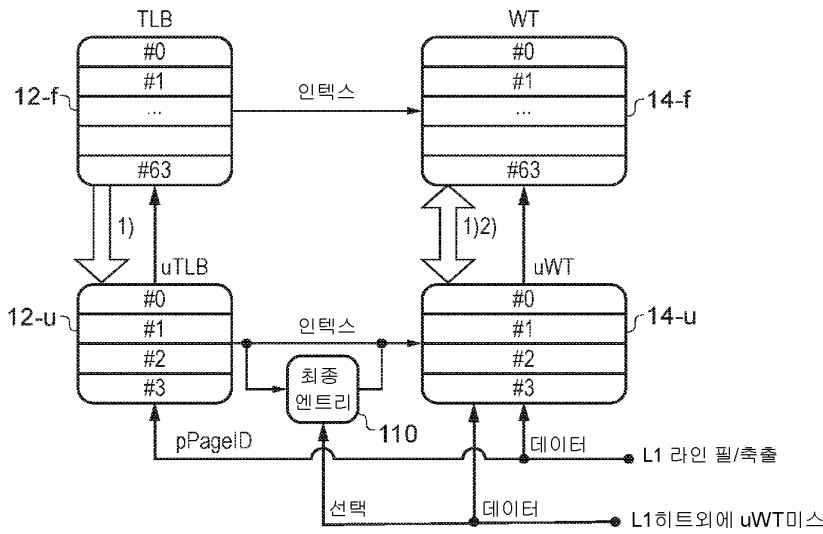 TLB
WT
#0
#0
#1
#1
12-f
인덱스
14-f
...
...
#63
#63
1)
1)2)
uTLB
uWT
#0
#0
12-u
#1
인덱스
#1
14-u
#2
#2
#3
최종
엔트리
#3
110
pPageID
데이터
L1 라인 필/축출
선택
데이터
L1히트외에 uWT미스